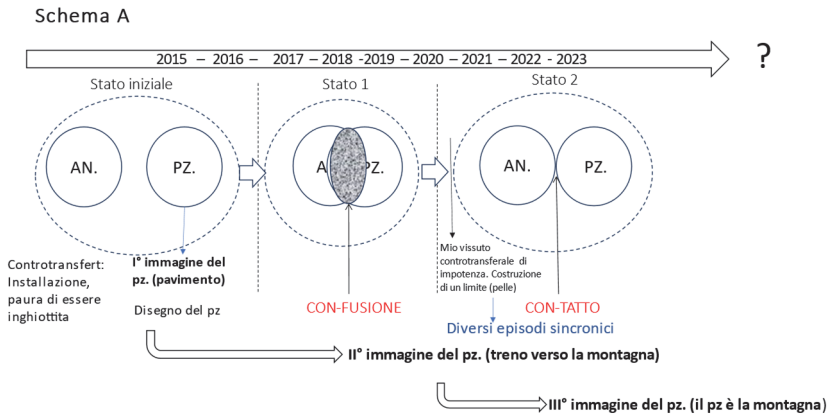 Schema A
2015 – 2016 – 2017 – 2018 -2019 – 2020 – 2021 – 2022 - 2023
?
Stato iniziale
Stato 1
Stato 2
AN.
PZ.
A
PZ.
AN.
PZ.
Controtransfert:
Installazione,
paura di essere
inghiottita
I° immagine del
pz. (pavimento)
Disegno del pz
CON-FUSIONE
Mio vissuto
controtransferale di
impotenza. Costruzione
di un limite (pelle)
CON-TATTO
Diversi episodi sincronici
II° immagine del pz. (treno verso la montagna)
III° immagine del pz. (il pz è la montagna)